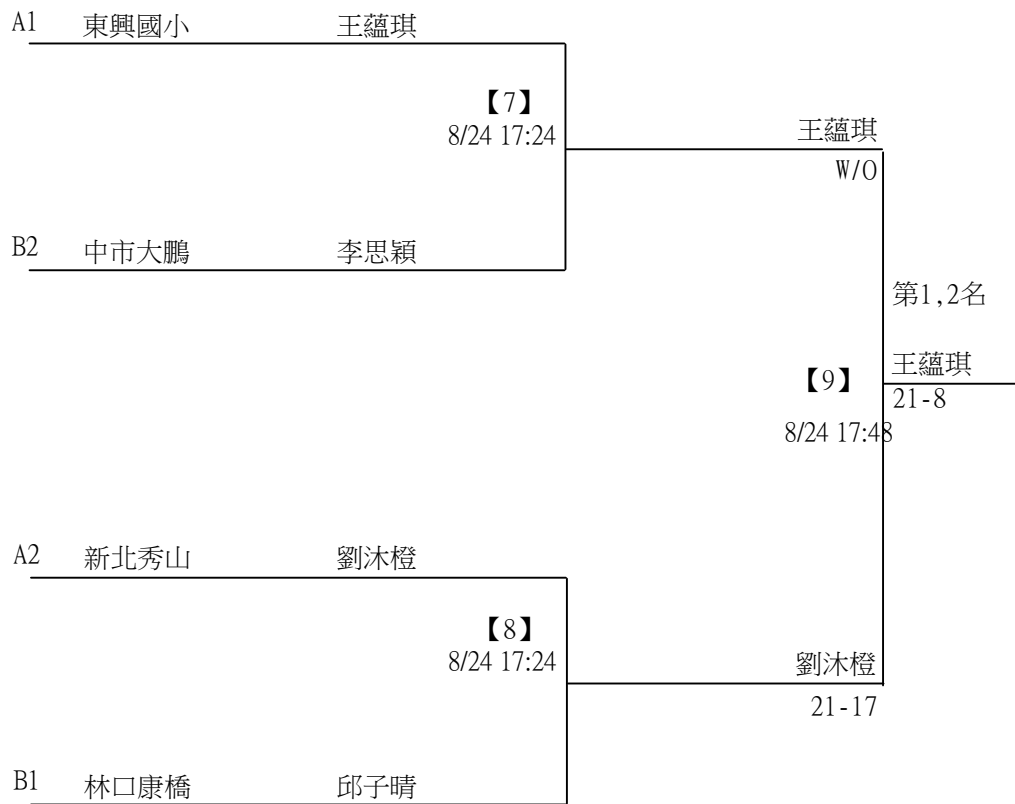 A1 東興國小 王蘊琪
【7】
8/24 17:24
王蘊琪
W/O
B2 中市大鵬 李思穎
第1,2名
王蘊琪
【9】
21-8
8/24 17:48
A2 新北秀山 劉沐橙
【8】
8/24 17:24
劉沐橙
21-17
B1 林口康橋 邱子晴